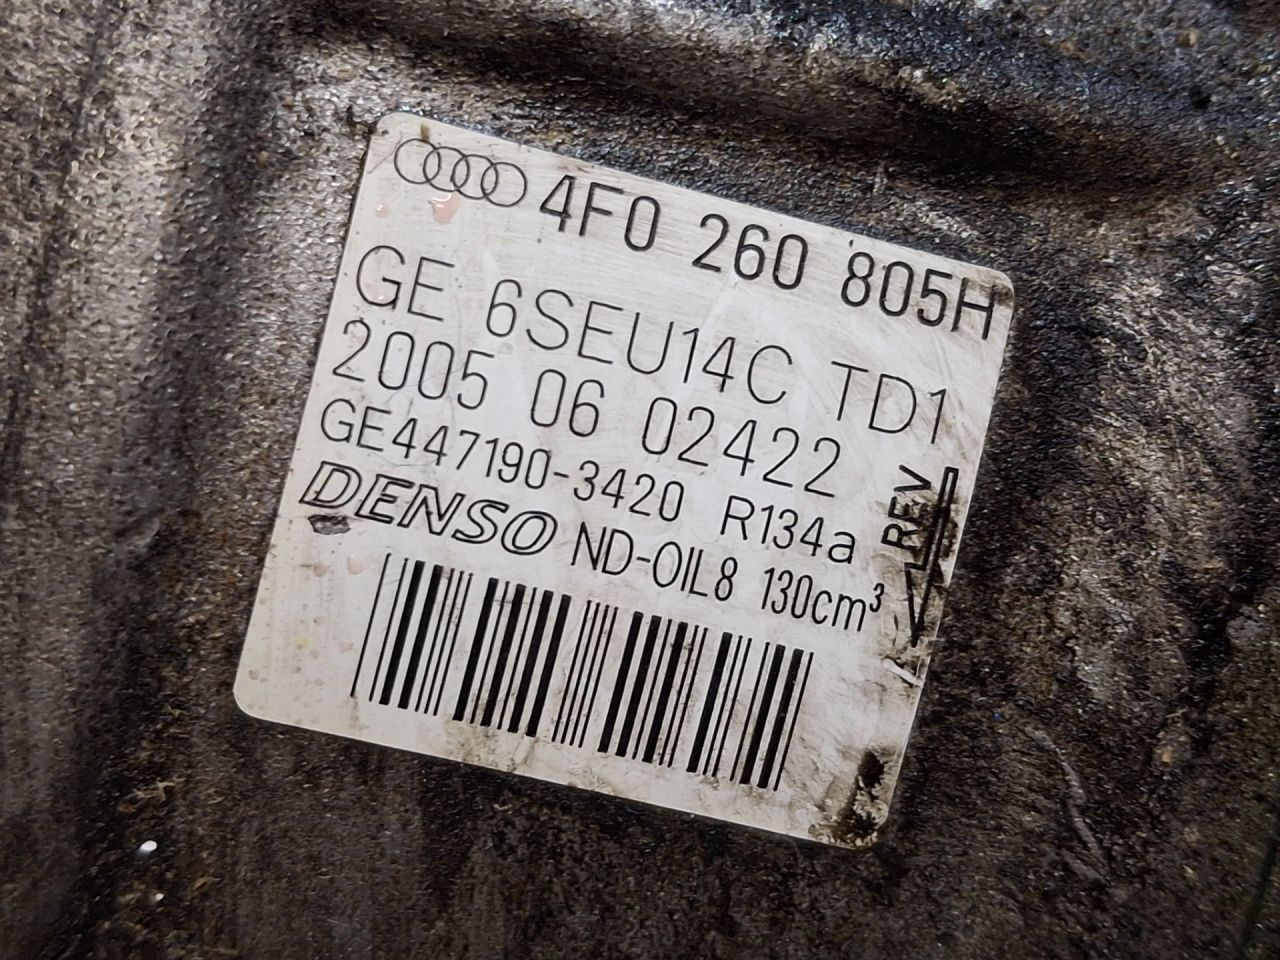 4F0 260 805H
GE 6SEU14C TD1
2005 06 02422
GE447190-3420 R134a
DENSO ND-OIL8 130cm³
REV